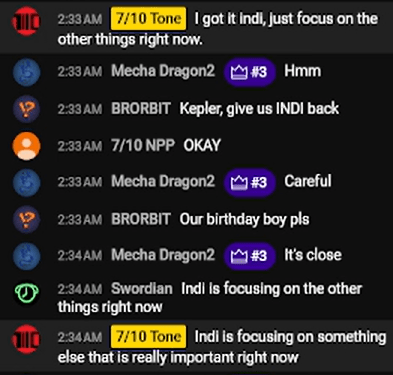 2:33 AM 7/10 Tone I got it indi, just focus on the
other things right now.
2:33 AM Mecha Dragon2 #3 Hmm
2:33 AM BRORBIT Kepler, give us INDI back
2:33 AM 7/10 NPP OKAY
2:33 AM Mecha Dragon2 #3 Careful
2:33 AM BRORBIT Our birthday boy pls
2:34 AM Mecha Dragon2 #3 It's close
2:34 AM Swordian Indi is focusing on the other
things right now
2:34 AM 7/10 Tone Indi is focusing on something
else that is really important right now